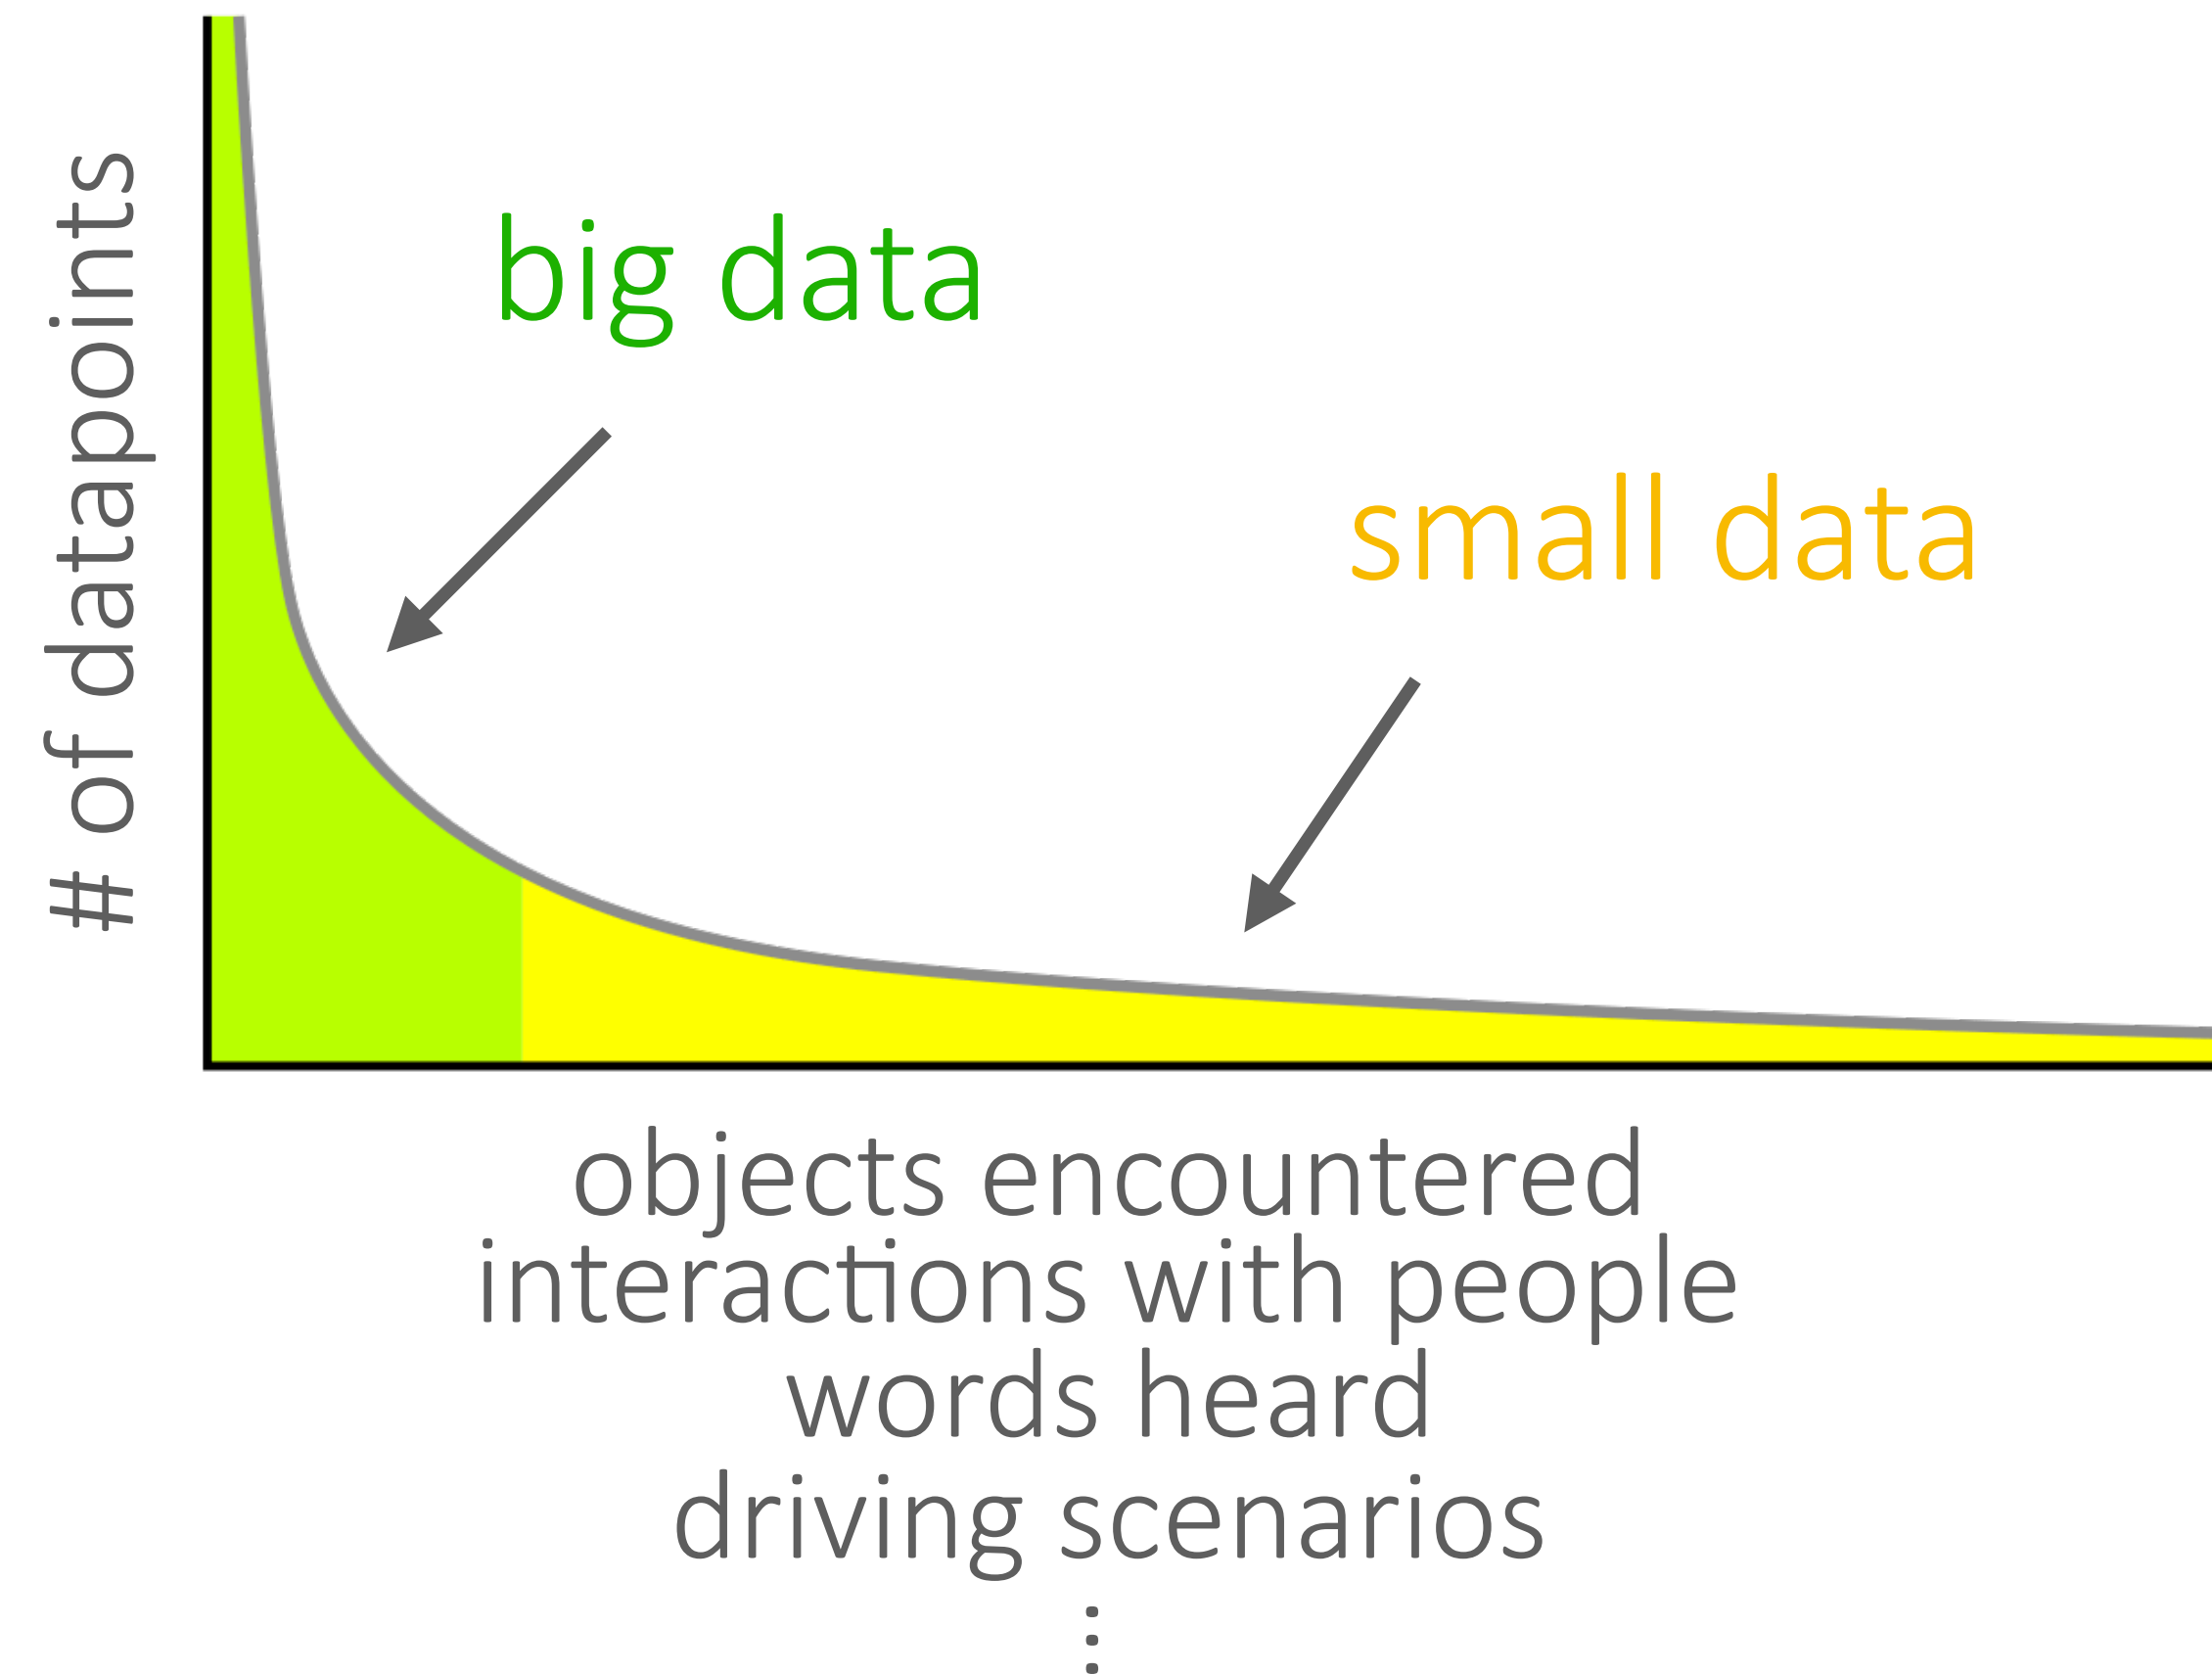 # of datapoints
big data
small data
objects encountered
interactions with people
words heard
driving scenarios
⋮